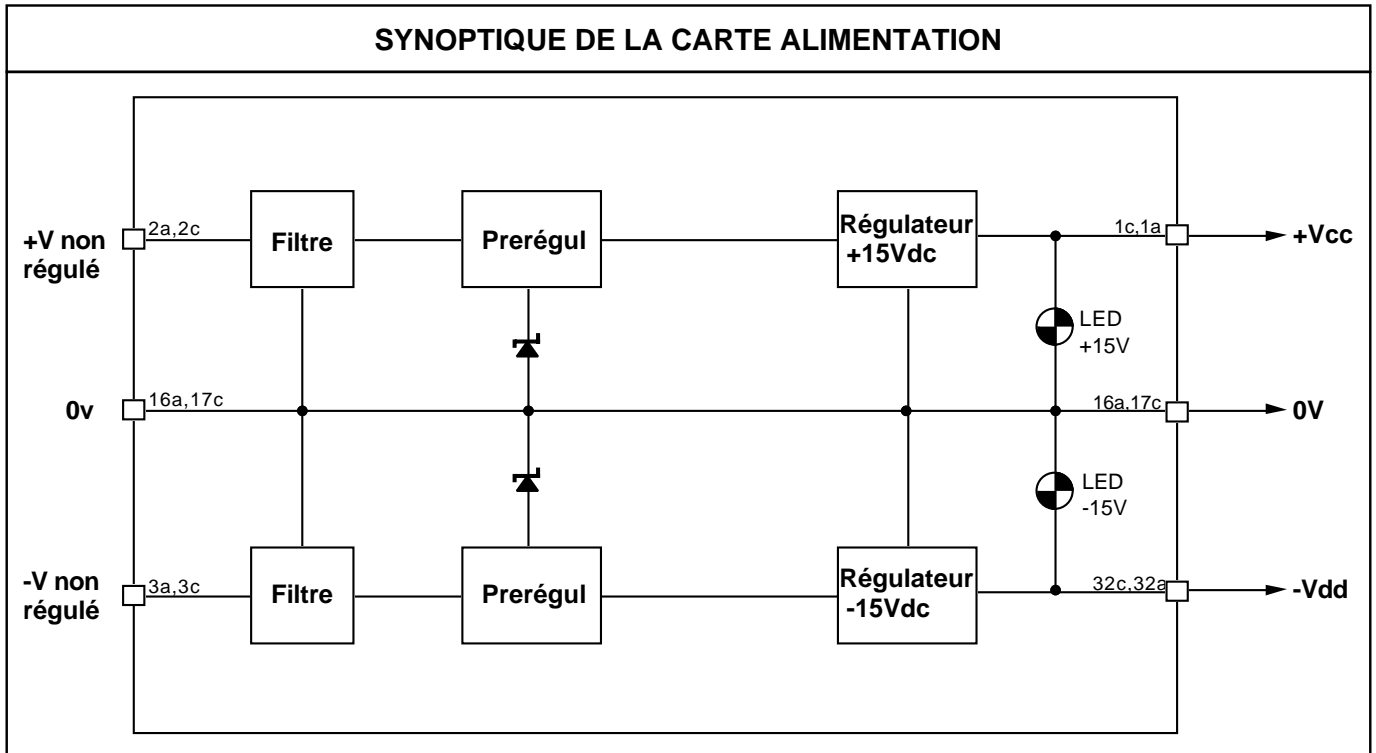 SYNOPTIQUE DE LA CARTE ALIMENTATION
+V non
régulé
2a,2c
Filtre
Prerégul
Régulateur
+15Vdc
1c,1a
+Vcc
LED
+15V
0v
16a,17c
16a,17c
0V
LED
-15V
-V non
régulé
3a,3c
Filtre
Prerégul
Régulateur
-15Vdc
32c,32a
-Vdd